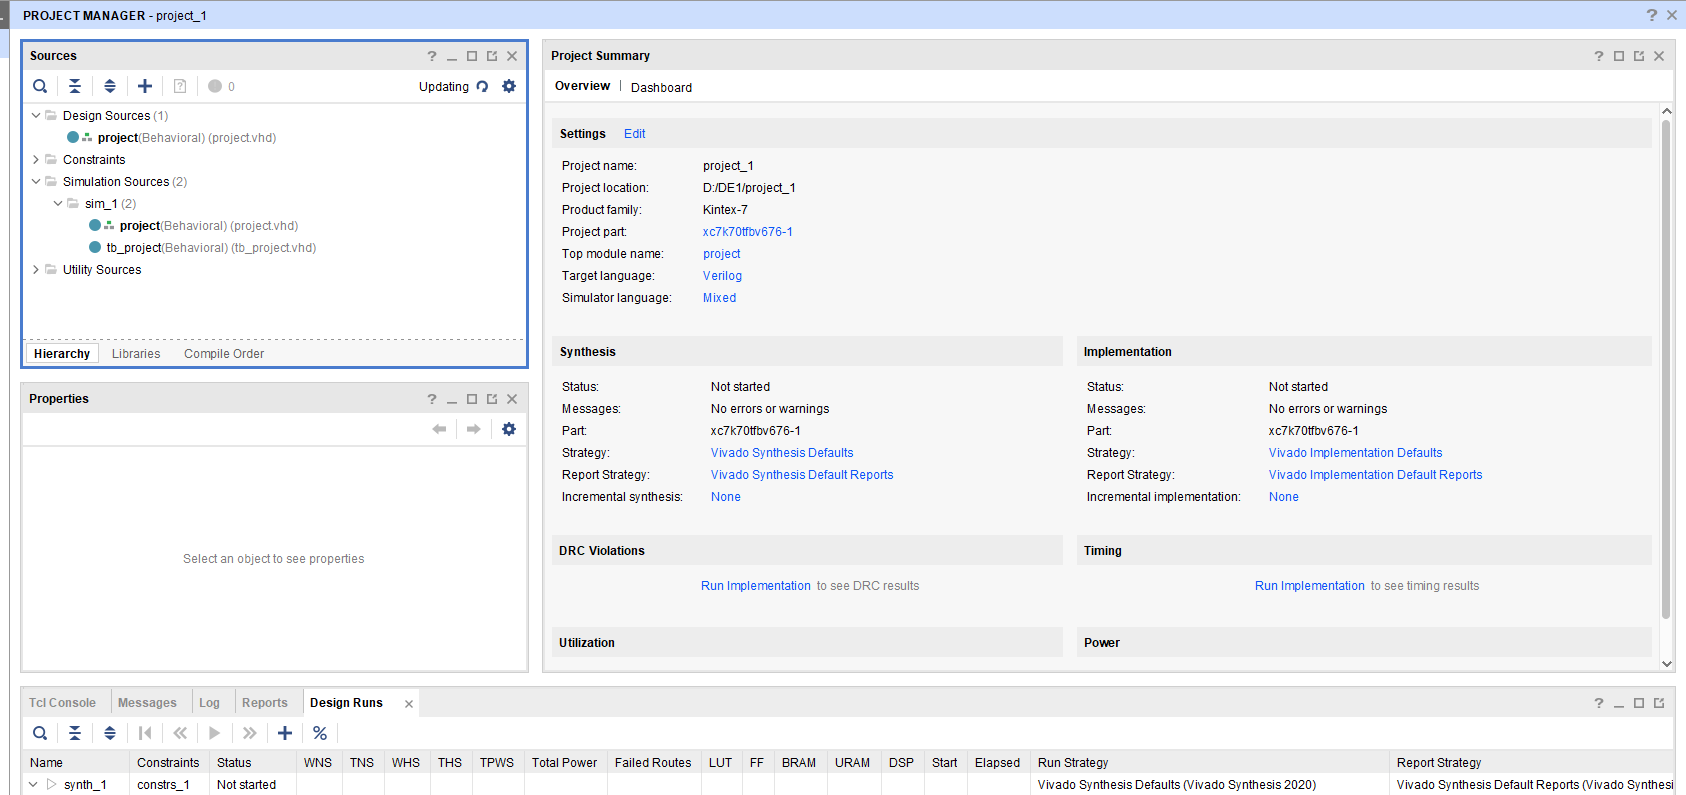 PROJECT MANAGER - project_1
Sources
0
Updating
Design Sources (1)
project(Behavioral) (project.vhd)
Constraints
Simulation Sources (2)
sim_1 (2)
project(Behavioral) (project.vhd)
tb_project(Behavioral) (tb_project.vhd)
Utility Sources
Hierarchy Libraries Compile Order
Properties
Select an object to see properties
Project Summary
Overview | Dashboard
Settings Edit
Project name: project_1
Project location: D:/DE1/project_1
Product family: Kintex-7
Project part: xc7k70tfbv676-1
Top module name: project
Target language: Verilog
Simulator language: Mixed
Synthesis
Status: Not started
Messages: No errors or warnings
Part: xc7k70tfbv676-1
Strategy: Vivado Synthesis Defaults
Report Strategy: Vivado Synthesis Default Reports
Incremental synthesis: None
Implementation
Status: Not started
Messages: No errors or warnings
Part: xc7k70tfbv676-1
Strategy: Vivado Implementation Defaults
Report Strategy: Vivado Implementation Default Reports
Incremental implementation: None
DRC Violations
Run Implementation to see DRC results
Timing
Run Implementation to see timing results
Utilization
Power
Tcl Console Messages Log Reports Design Runs
Name Constraints Status WNS TNS WHS THS TPWS Total Power Failed Routes LUT FF BRAM URAM DSP Start Elapsed Run Strategy Report Strategy
synth_1 constrs_1 Not started Vivado Synthesis Defaults (Vivado Synthesis 2020) Vivado Synthesis Default Reports (Vivado Synthesi